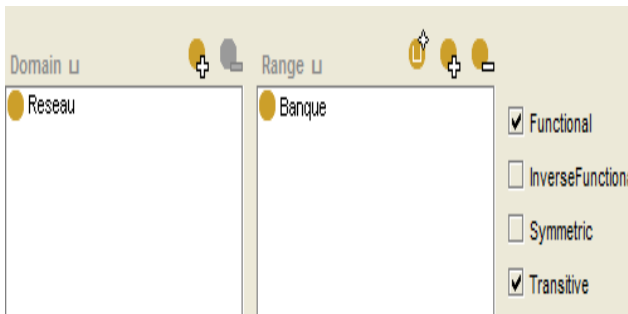 Domain ⊔
Range ⊔
Reseau
Banque
Functional
InverseFunctiona
Symmetric
Transitive